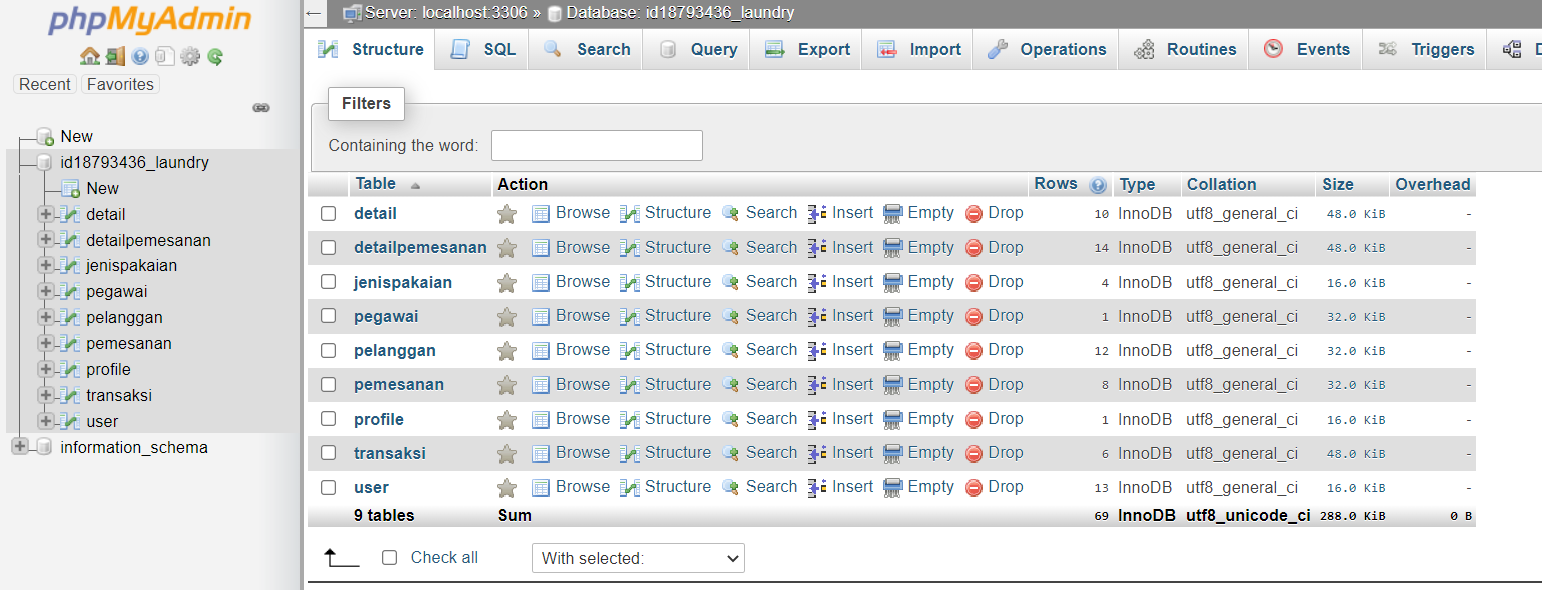 phpMyAdmin
Recent Favorites
New
id18793436_laundry
New
detail
detailpemesanan
jenispakaian
pegawai
pelanggan
pemesanan
profile
transaksi
user
information_schema
Server: localhost:3306 » Database: id18793436_laundry
Structure SQL Search Query Export Import Operations Routines Events Triggers
Filters
Containing the word:
Table Action Rows Type Collation Size Overhead
detail Browse Structure Search Insert Empty Drop 10 InnoDB utf8_general_ci 48.0 KiB -
detailpemesanan Browse Structure Search Insert Empty Drop 14 InnoDB utf8_general_ci 48.0 KiB -
jenispakaian Browse Structure Search Insert Empty Drop 4 InnoDB utf8_general_ci 16.0 KiB -
pegawai Browse Structure Search Insert Empty Drop 1 InnoDB utf8_general_ci 32.0 KiB -
pelanggan Browse Structure Search Insert Empty Drop 12 InnoDB utf8_general_ci 32.0 KiB -
pemesanan Browse Structure Search Insert Empty Drop 8 InnoDB utf8_general_ci 32.0 KiB -
profile Browse Structure Search Insert Empty Drop 1 InnoDB utf8_general_ci 16.0 KiB -
transaksi Browse Structure Search Insert Empty Drop 6 InnoDB utf8_general_ci 48.0 KiB -
user Browse Structure Search Insert Empty Drop 13 InnoDB utf8_general_ci 16.0 KiB -
9 tables Sum 69 InnoDB utf8_unicode_ci 288.0 KiB 0 B
Check all With selected: